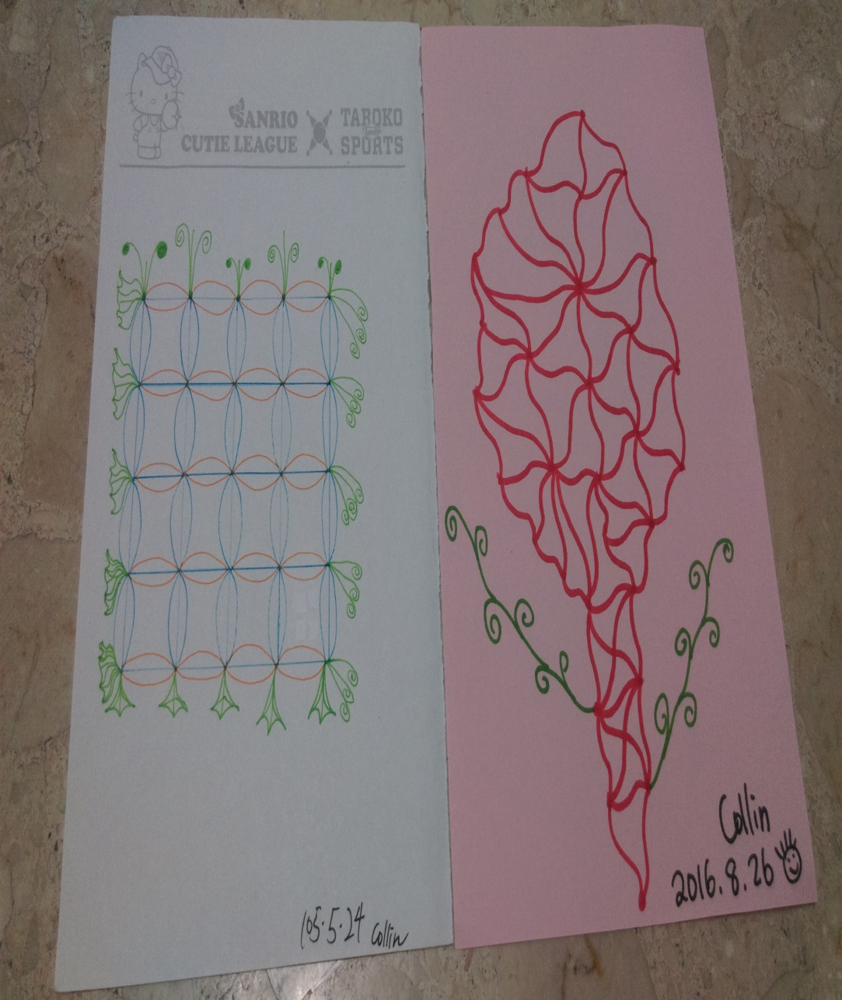 SANRIO
CUTIE LEAGUE
TAROKO
SPORTS
105.5.24 Collin
Collin
2016.8.26